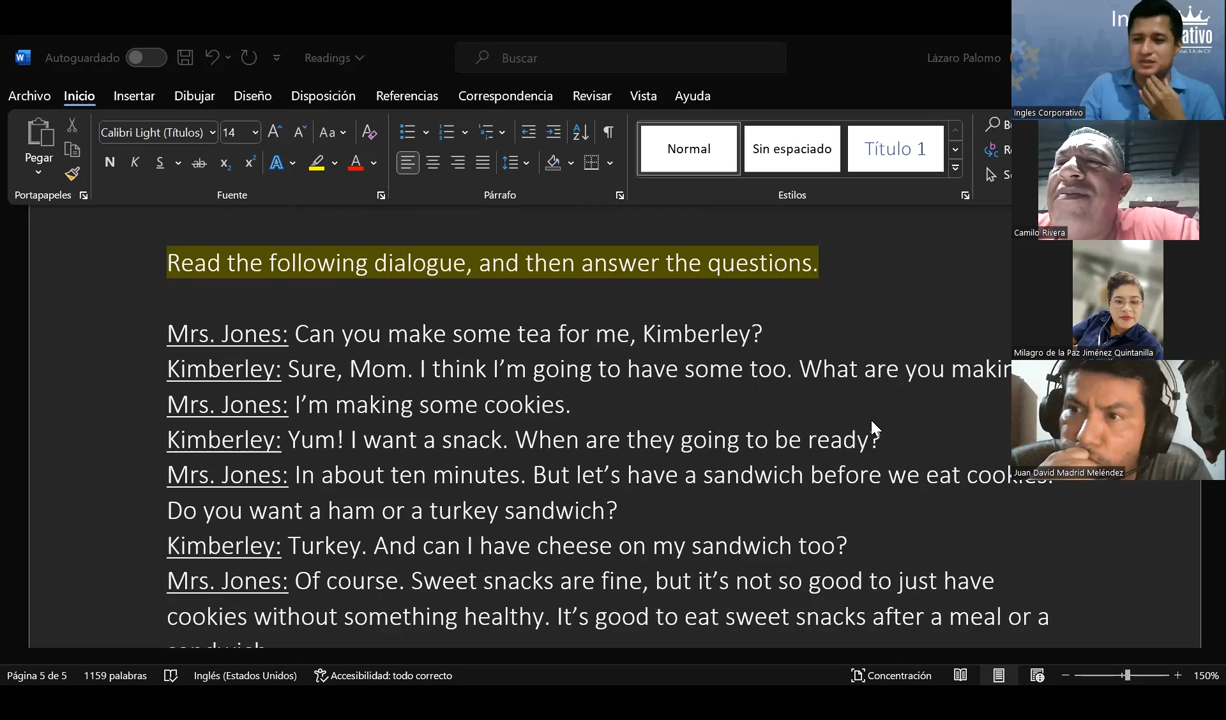 Autoguardado
Readings
Buscar
Lázaro Palomo
Archivo Inicio Insertar Dibujar Diseño Disposición Referencias Correspondencia Revisar Vista Ayuda
Pegar
Calibri Light (Títulos) 14
Normal
Sin espaciado
Título 1
Portapapeles Fuente Párrafo Estilos
Read the following dialogue, and then answer the questions.
Mrs. Jones: Can you make some tea for me, Kimberley?
Kimberley: Sure, Mom. I think I'm going to have some too. What are you
Mrs. Jones: I'm making some cookies.
Kimberley: Yum! I want a snack. When are they going to be ready?
Mrs. Jones: In about ten minutes. But let's have a sandwich before we eat cookies.
Do you want a ham or a turkey sandwich?
Kimberley: Turkey. And can I have cheese on my sandwich too?
Mrs. Jones: Of course. Sweet snacks are fine, but it's not so good to just have
cookies without something healthy. It's good to eat sweet snacks after a meal or a
sandwich
Página 5 de 5 1159 palabras Inglés (Estados Unidos) Accesibilidad: todo correcto Concentración 150%
Ingles Corporativo
Camilo Rivera
Milagro de la Paz Jiménez Quintanilla
Juan David Madrid Meléndez